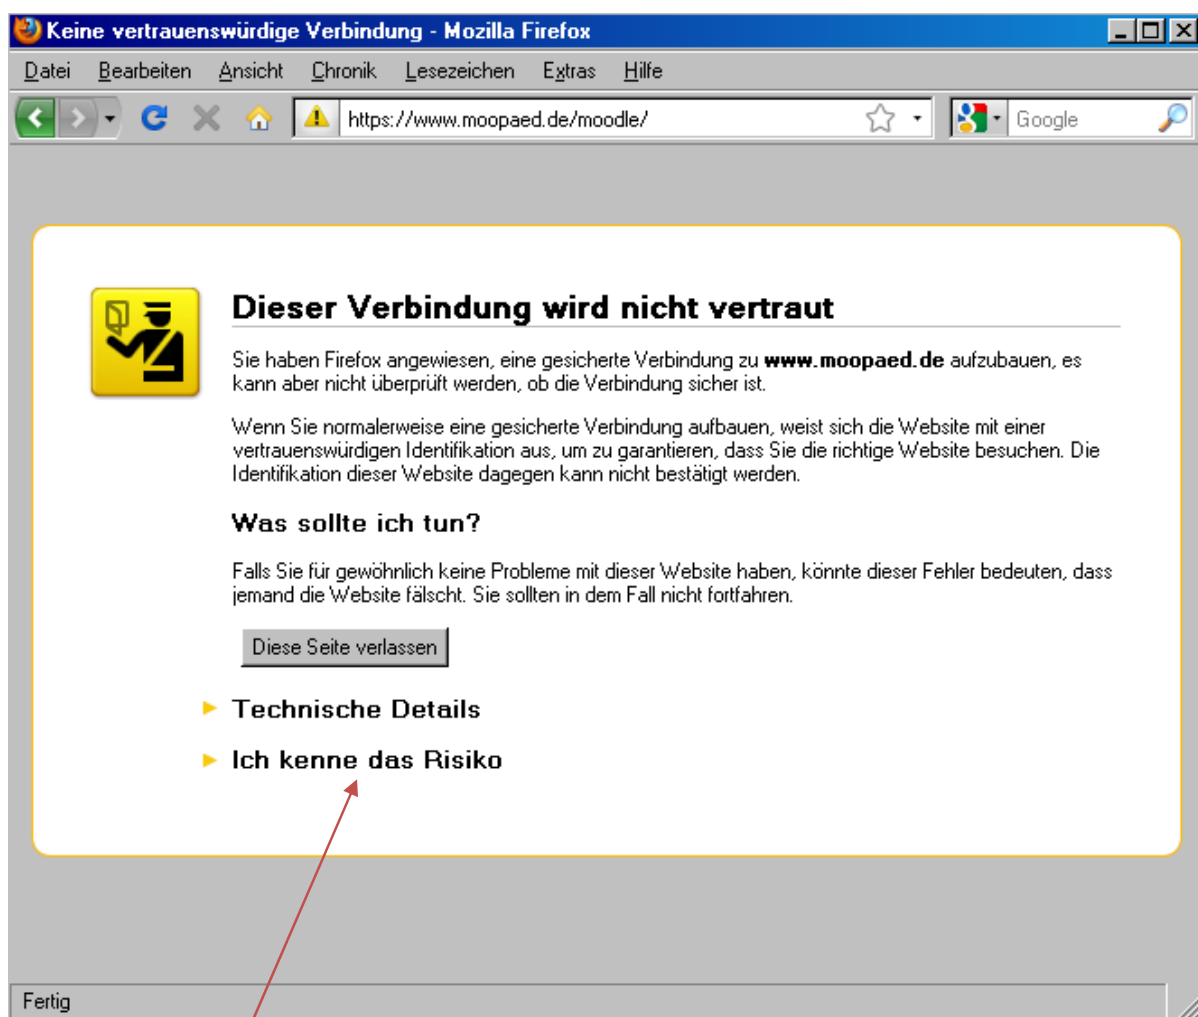 Keine vertrauenswürdige Verbindung - Mozilla Firefox
Datei Bearbeiten Ansicht Chronik Lesezeichen Extras Hilfe
https://www.moopaed.de/moodle/ Google
Dieser Verbindung wird nicht vertraut
Sie haben Firefox angewiesen, eine gesicherte Verbindung zu www.moopaed.de aufzubauen, es
kann aber nicht überprüft werden, ob die Verbindung sicher ist.
Wenn Sie normalerweise eine gesicherte Verbindung aufbauen, weist sich die Website mit einer
vertrauenswürdigen Identifikation aus, um zu garantieren, dass Sie die richtige Website besuchen. Die
Identifikation dieser Website dagegen kann nicht bestätigt werden.
Was sollte ich tun?
Falls Sie für gewöhnlich keine Probleme mit dieser Website haben, könnte dieser Fehler bedeuten, dass
jemand die Website fälscht. Sie sollten in dem Fall nicht fortfahren.
Diese Seite verlassen
Technische Details
Ich kenne das Risiko
Fertig